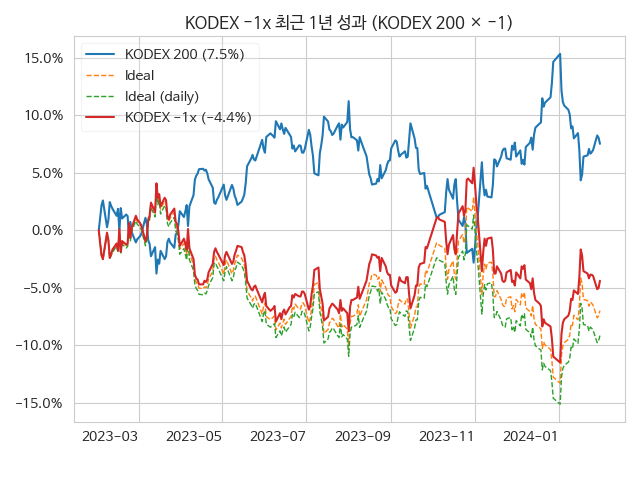 KODEX −1x 최근 1년 성과 (KODEX 200 × −1)
KODEX 200 (7.5%)
Ideal
Ideal (daily)
KODEX −1x (−4.4%)
15.0%
10.0%
5.0%
0.0%
−5.0%
−10.0%
−15.0%
2023−03 2023−05 2023−07 2023−09 2023−11 2024−01